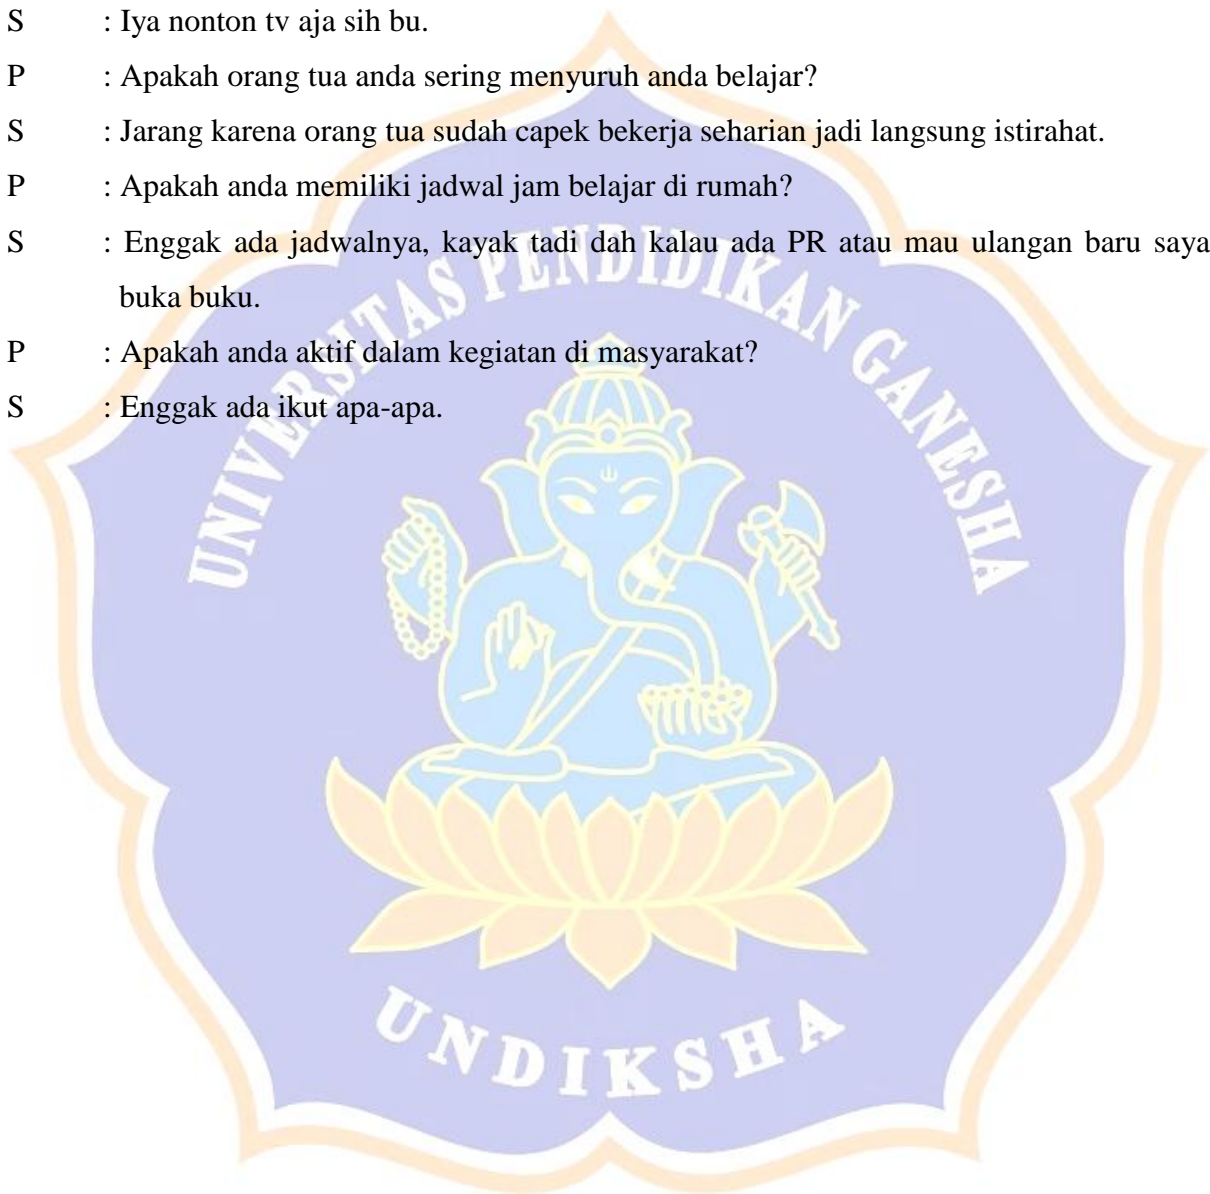 S : Iya nonton tv aja sih bu.
P : Apakah orang tua anda sering menyuruh anda belajar?
S : Jarang karena orang tua sudah capek bekerja seharian jadi langsung istirahat.
P : Apakah anda memiliki jadwal jam belajar di rumah?
S : Enggak ada jadwalnya, kayak tadi dah kalau ada PR atau mau ulangan baru saya
buka buku.
P : Apakah anda aktif dalam kegiatan di masyarakat?
S : Enggak ada ikut apa-apa.
UNIVERSITAS PENDIDIKAN GANESHA
UNDIKSHA